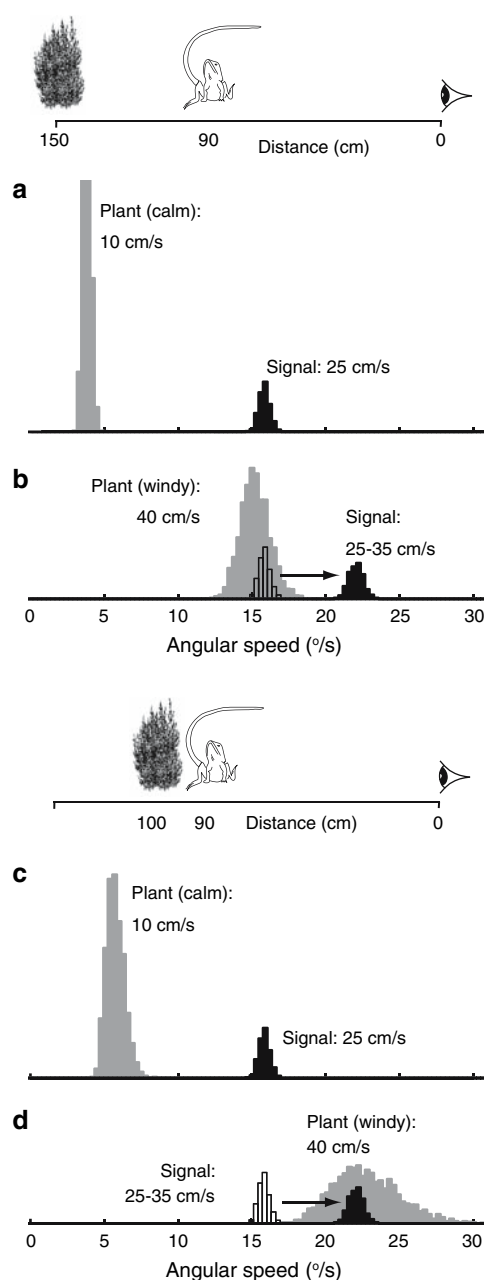 150 90 Distance (cm) 0
a
Plant (calm):
10 cm/s
Signal: 25 cm/s
b
Plant (windy):
40 cm/s
Signal:
25-35 cm/s
0 5 10 15 20 25 30
Angular speed (°/s)
100 90 Distance (cm) 0
c
Plant (calm):
10 cm/s
Signal: 25 cm/s
d
Plant (windy):
40 cm/s
Signal:
25-35 cm/s
0 5 10 15 20 25 30
Angular speed (°/s)